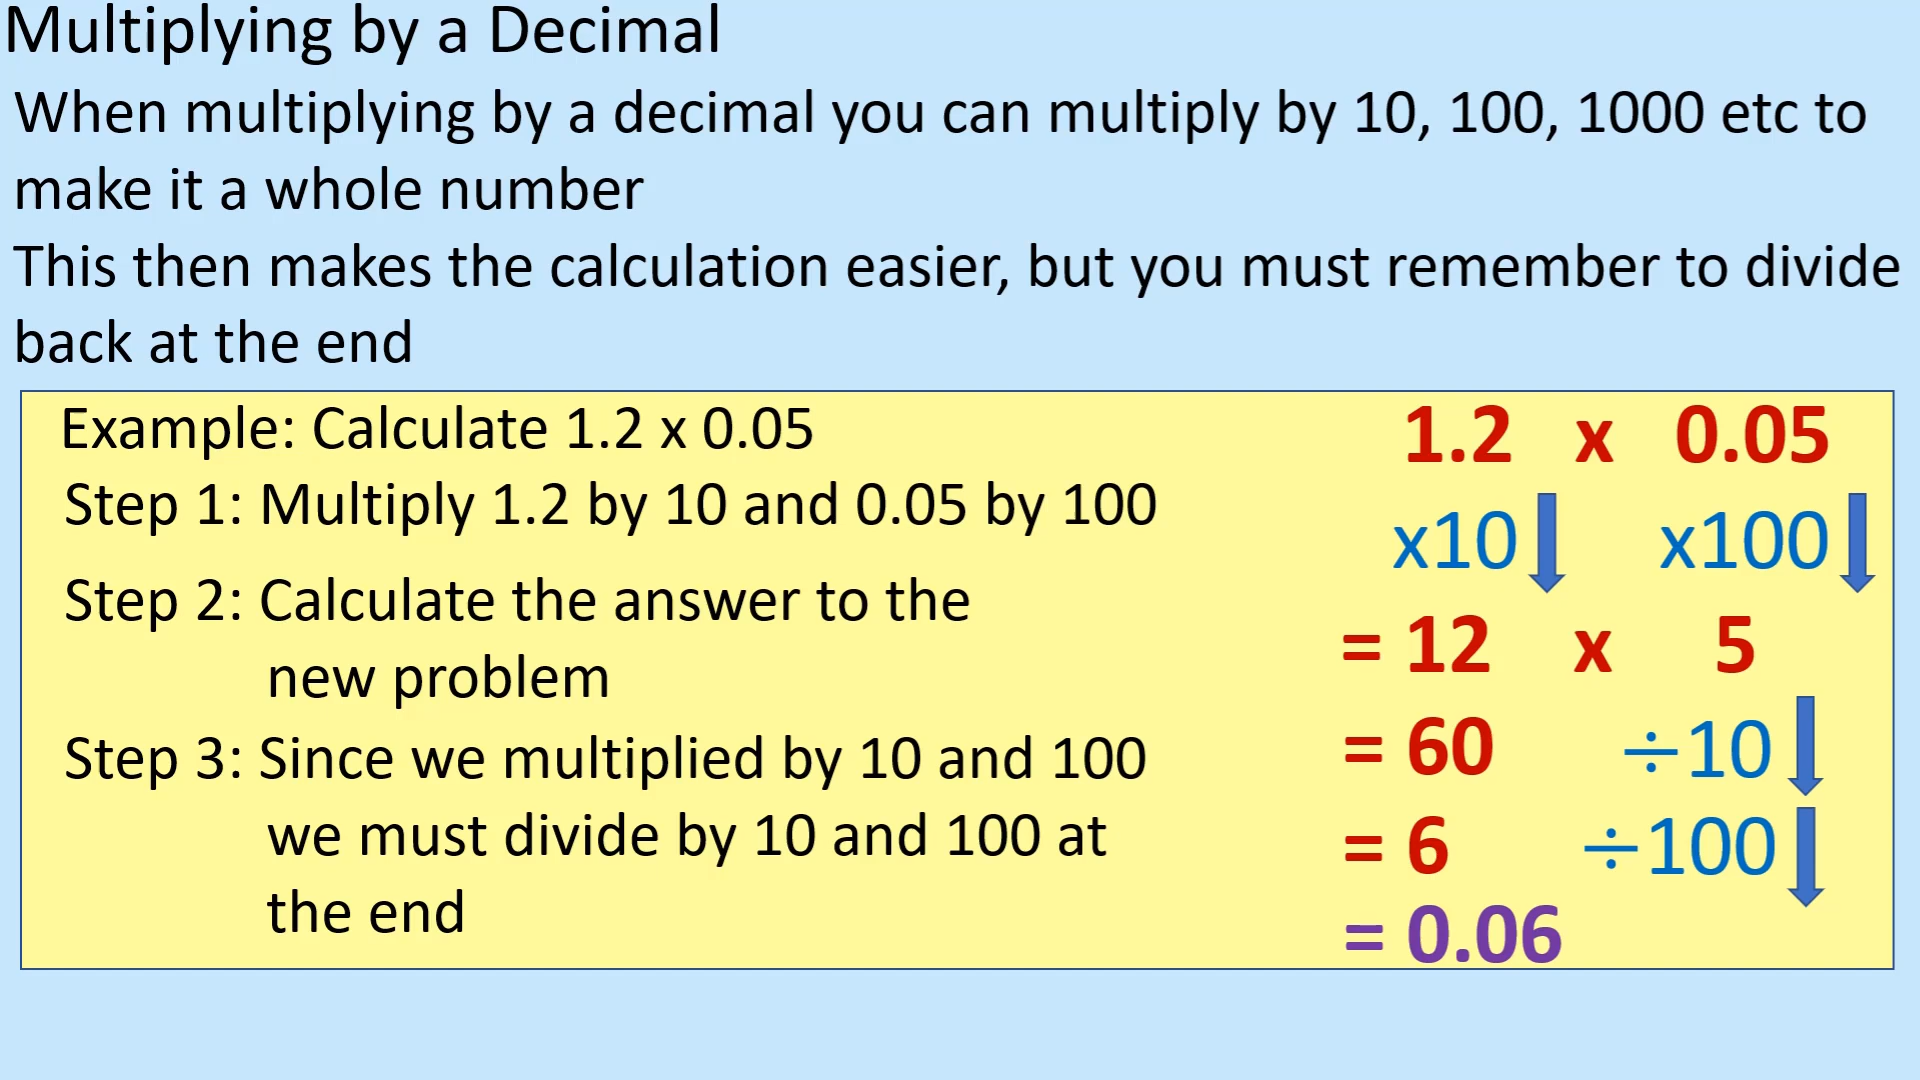 Multiplying by a Decimal
When multiplying by a decimal you can multiply by 10, 100, 1000 etc to
make it a whole number
This then makes the calculation easier, but you must remember to divide
back at the end
Example: Calculate 1.2 x 0.05
Step 1: Multiply 1.2 by 10 and 0.05 by 100
Step 2: Calculate the answer to the
new problem
Step 3: Since we multiplied by 10 and 100
we must divide by 10 and 100 at
the end
1.2 x 0.05
x10 x100
= 12 x 5
= 60 ÷10
= 6 ÷100
= 0.06